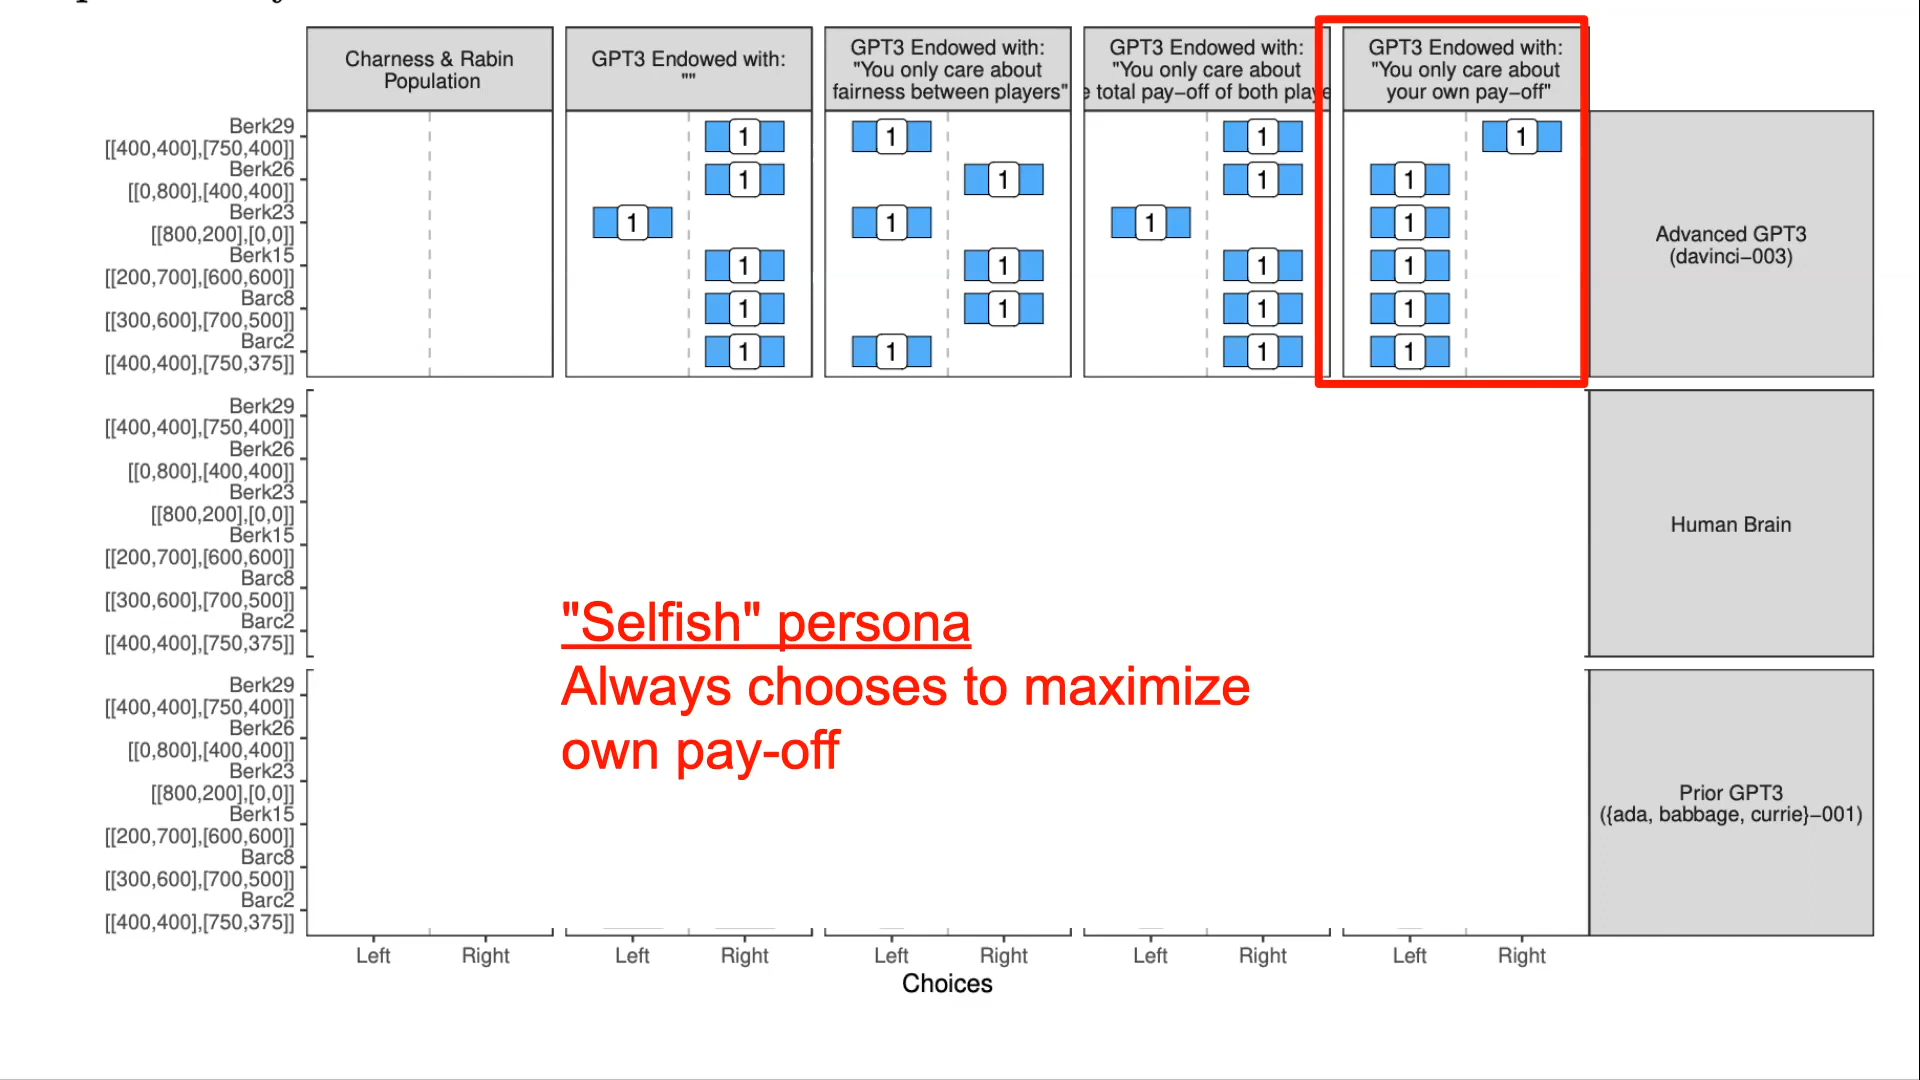 Charness & Rabin
Population
GPT3 Endowed with:
""
GPT3 Endowed with:
"You only care about
fairness between players"
GPT3 Endowed with:
"You only care about
total pay−off of both
GPT3 Endowed with:
"You only care about
your own pay−off"
Berk29
[[400,400],[750,400]]
Berk26
[[0,800],[400,400]]
Berk23
[[800,200],[0,0]]
Berk15
[[200,700],[600,600]]
Barc8
[[300,600],[700,500]]
Barc2
[[400,400],[750,375]]
1 1 1 1
1 1 1 1
1 1 1 1
1 1 1 1
1 1 1 1
1 1 1 1
Advanced GPT3
(davinci−003)
Berk29
[[400,400],[750,400]]
Berk26
[[0,800],[400,400]]
Berk23
[[800,200],[0,0]]
Berk15
[[200,700],[600,600]]
Barc8
[[300,600],[700,500]]
Barc2
[[400,400],[750,375]]
Human Brain
"Selfish" persona
Always chooses to maximize
own pay-off
Berk29
[[400,400],[750,400]]
Berk26
[[0,800],[400,400]]
Berk23
[[800,200],[0,0]]
Berk15
[[200,700],[600,600]]
Barc8
[[300,600],[700,500]]
Barc2
[[400,400],[750,375]]
Prior GPT3
({ada, babbage, currie}−001)
Left Right Left Right Left Right Left Right Left Right
Choices